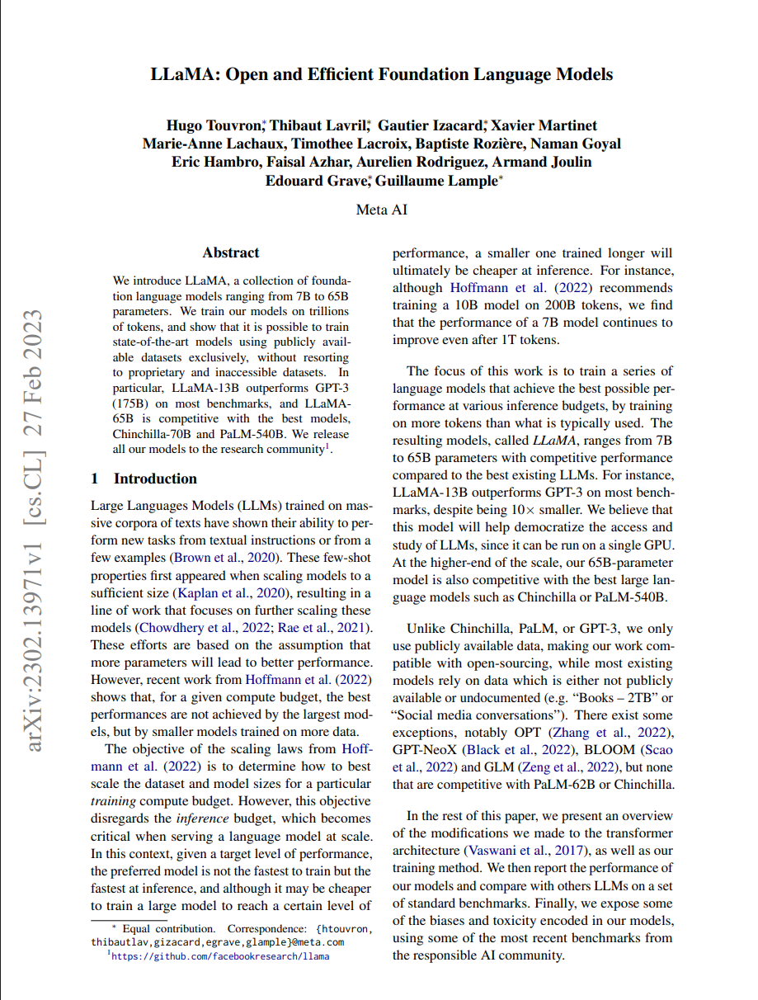 LLaMA: Open and Efficient Foundation Language Models
Hugo Touvron*, Thibaut Lavril*, Gautier Izacard*, Xavier Martinet
Marie-Anne Lachaux, Timothee Lacroix, Baptiste Rozière, Naman Goyal
Eric Hambro, Faisal Azhar, Aurelien Rodriguez, Armand Joulin
Edouard Grave*, Guillaume Lample*
Meta AI
arXiv:2302.13971v1 [cs.CL] 27 Feb 2023
Abstract
We introduce LLaMA, a collection of founda-
tion language models ranging from 7B to 65B
parameters. We train our models on trillions
of tokens, and show that it is possible to train
state-of-the-art models using publicly avail-
able datasets exclusively, without resorting
to proprietary and inaccessible datasets. In
particular, LLaMA-13B outperforms GPT-3
(175B) on most benchmarks, and LLaMA-
65B is competitive with the best models,
Chinchilla-70B and PaLM-540B. We release
all our models to the research community¹.
1 Introduction
Large Languages Models (LLMs) trained on mas-
sive corpora of texts have shown their ability to per-
form new tasks from textual instructions or from a
few examples (Brown et al., 2020). These few-shot
properties first appeared when scaling models to a
sufficient size (Kaplan et al., 2020), resulting in a
line of work that focuses on further scaling these
models (Chowdhery et al., 2022; Rae et al., 2021).
These efforts are based on the assumption that
more parameters will lead to better performance.
However, recent work from Hoffmann et al. (2022)
shows that, for a given compute budget, the best
performances are not achieved by the largest mod-
els, but by smaller models trained on more data.
The objective of the scaling laws from Hoff-
mann et al. (2022) is to determine how to best
scale the dataset and model sizes for a particular
training compute budget. However, this objective
disregards the inference budget, which becomes
critical when serving a language model at scale.
In this context, given a target level of performance,
the preferred model is not the fastest to train but the
fastest at inference, and although it may be cheaper
to train a large model to reach a certain level of
* Equal contribution. Correspondence: {htouvron,
thibautlav,gizacard,egrave,glample}@meta.com
¹https://github.com/facebookresearch/llama
performance, a smaller one trained longer will
ultimately be cheaper at inference. For instance,
although Hoffmann et al. (2022) recommends
training a 10B model on 200B tokens, we find
that the performance of a 7B model continues to
improve even after 1T tokens.
The focus of this work is to train a series of
language models that achieve the best possible per-
formance at various inference budgets, by training
on more tokens than what is typically used. The
resulting models, called LLaMA, ranges from 7B
to 65B parameters with competitive performance
compared to the best existing LLMs. For instance,
LLaMA-13B outperforms GPT-3 on most bench-
marks, despite being 10× smaller. We believe that
this model will help democratize the access and
study of LLMs, since it can be run on a single GPU.
At the higher-end of the scale, our 65B-parameter
model is also competitive with the best large lan-
guage models such as Chinchilla or PaLM-540B.
Unlike Chinchilla, PaLM, or GPT-3, we only
use publicly available data, making our work com-
patible with open-sourcing, while most existing
models rely on data which is either not publicly
available or undocumented (e.g. “Books – 2TB” or
“Social media conversations”). There exist some
exceptions, notably OPT (Zhang et al., 2022),
GPT-NeoX (Black et al., 2022), BLOOM (Scao
et al., 2022) and GLM (Zeng et al., 2022), but none
that are competitive with PaLM-62B or Chinchilla.
In the rest of this paper, we present an overview
of the modifications we made to the transformer
architecture (Vaswani et al., 2017), as well as our
training method. We then report the performance of
our models and compare with others LLMs on a set
of standard benchmarks. Finally, we expose some
of the biases and toxicity encoded in our models,
using some of the most recent benchmarks from
the responsible AI community.